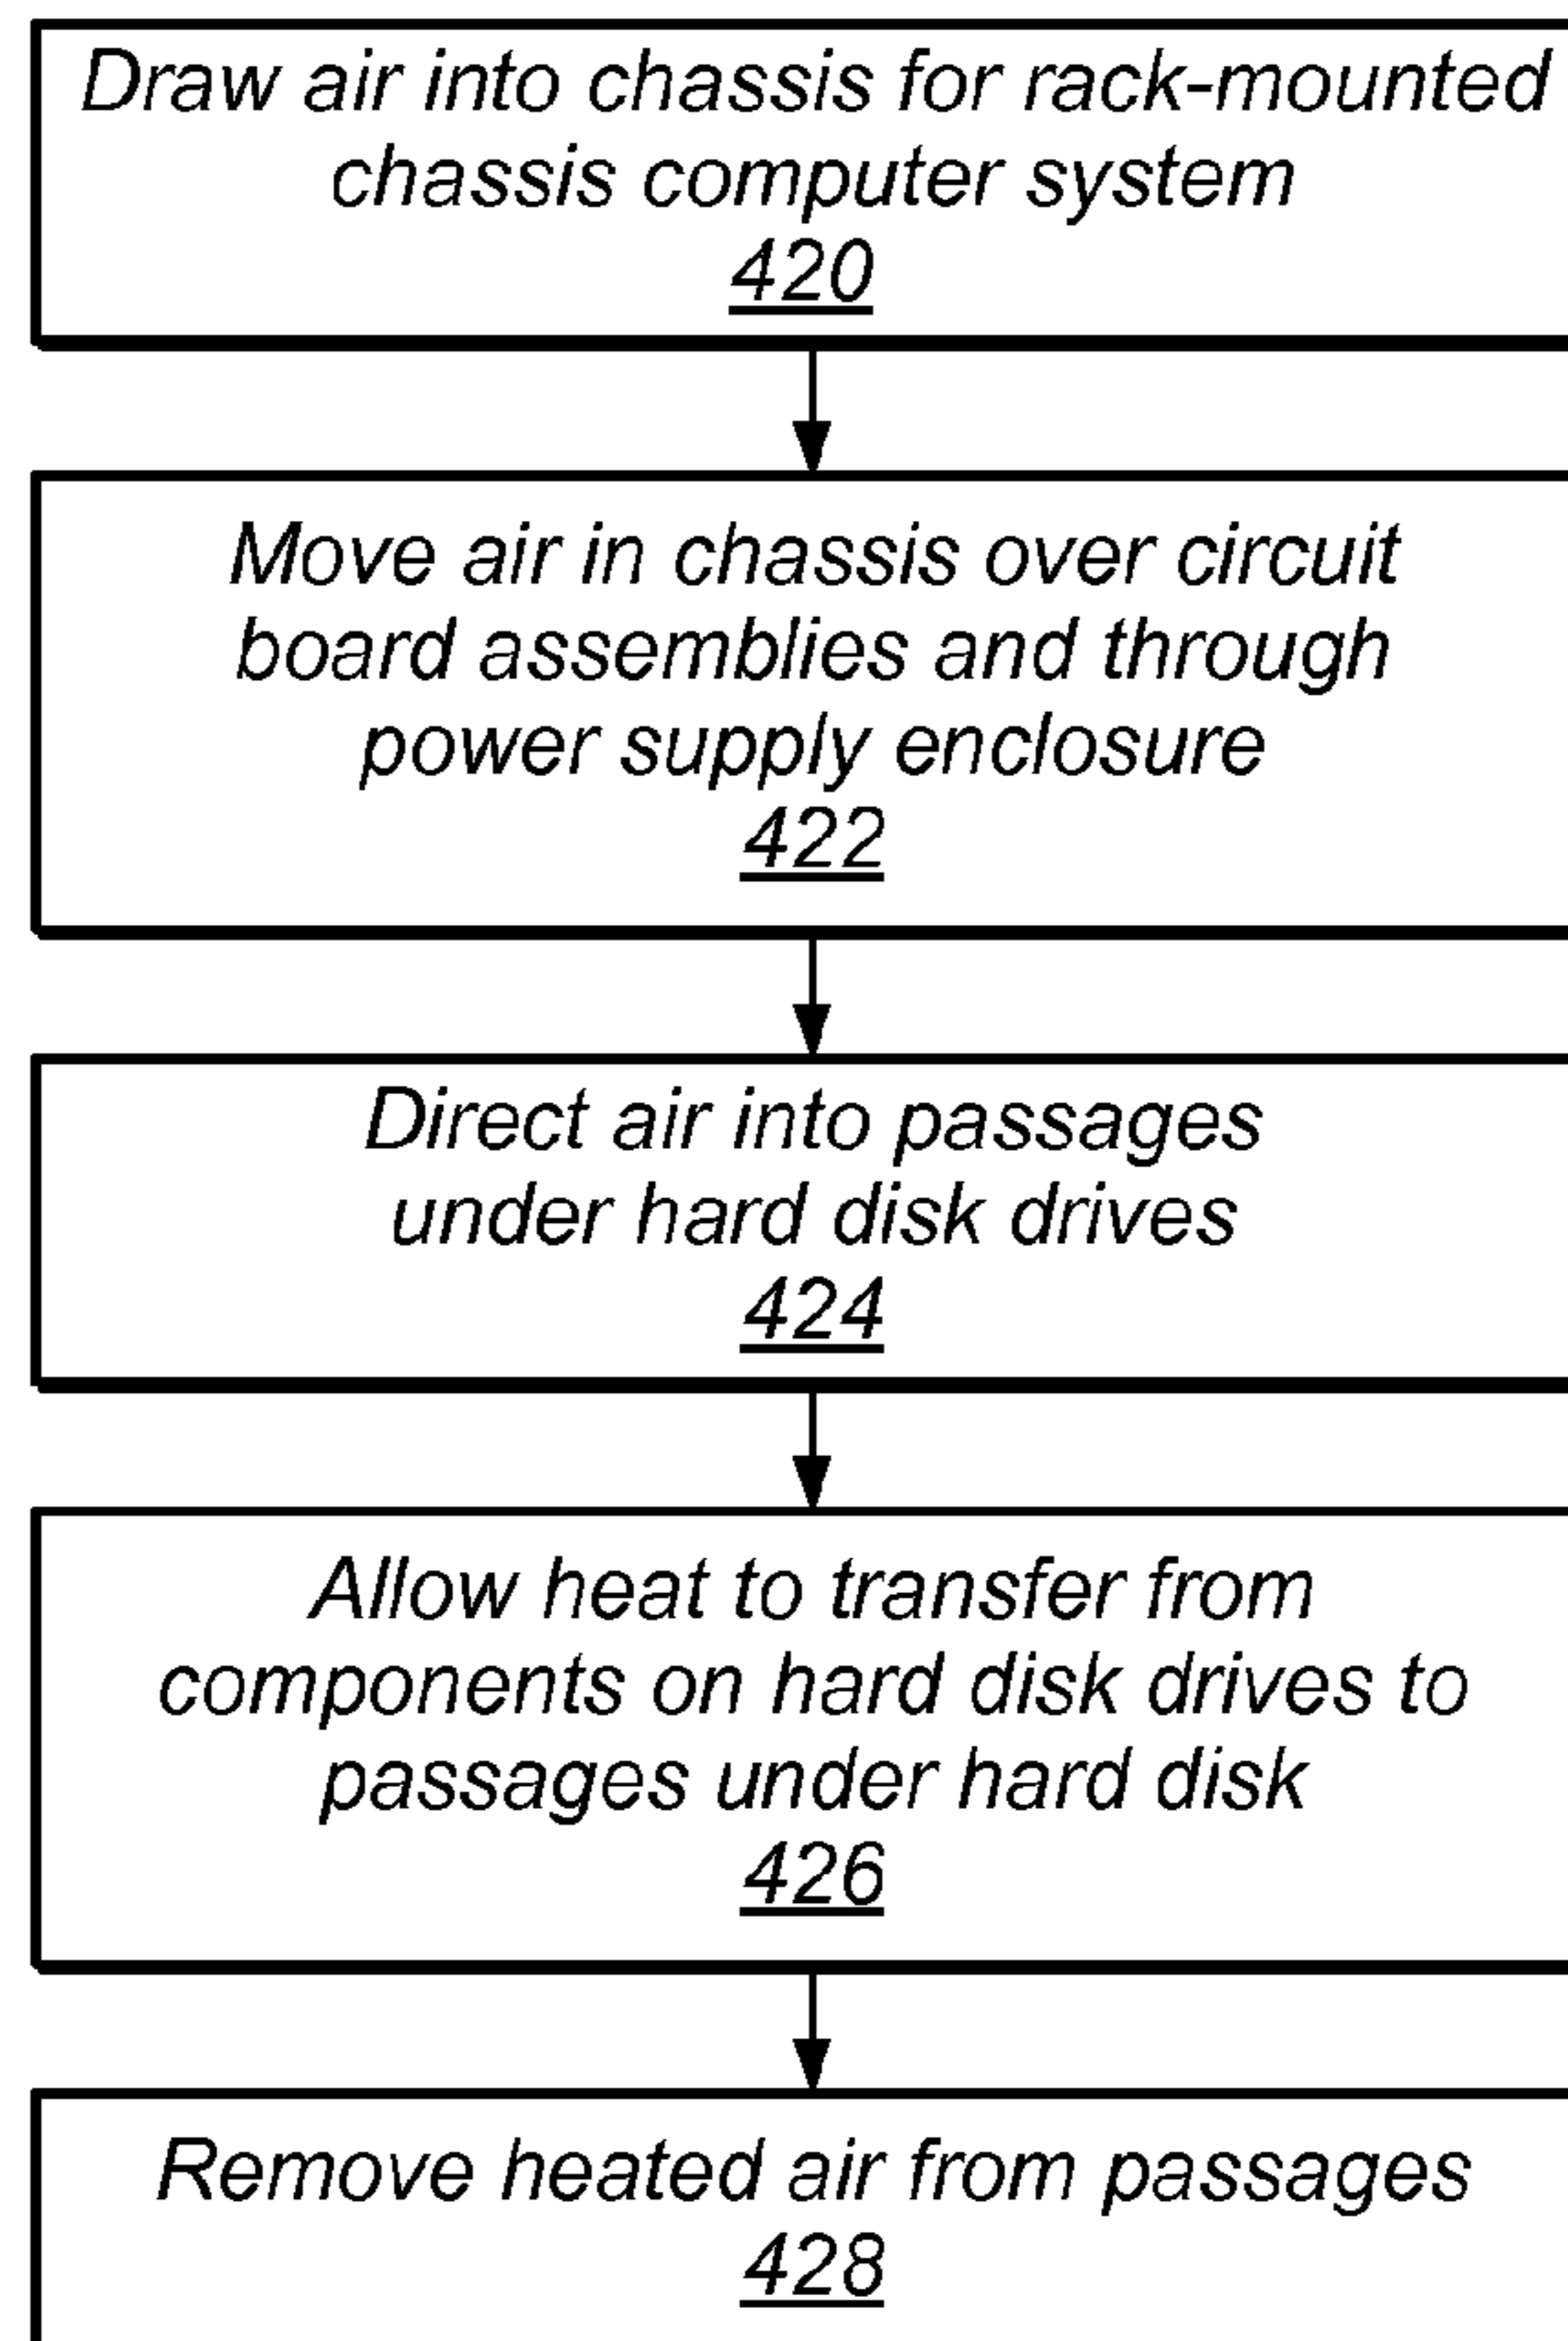 Draw air into chassis for rack-mounted
chassis computer system
420
Move air in chassis over circuit
board assemblies and through
power supply enclosure
422
Direct air into passages
under hard disk drives
424
Allow heat to transfer from
components on hard disk drives to
passages under hard disk
426
Remove heated air from passages
428